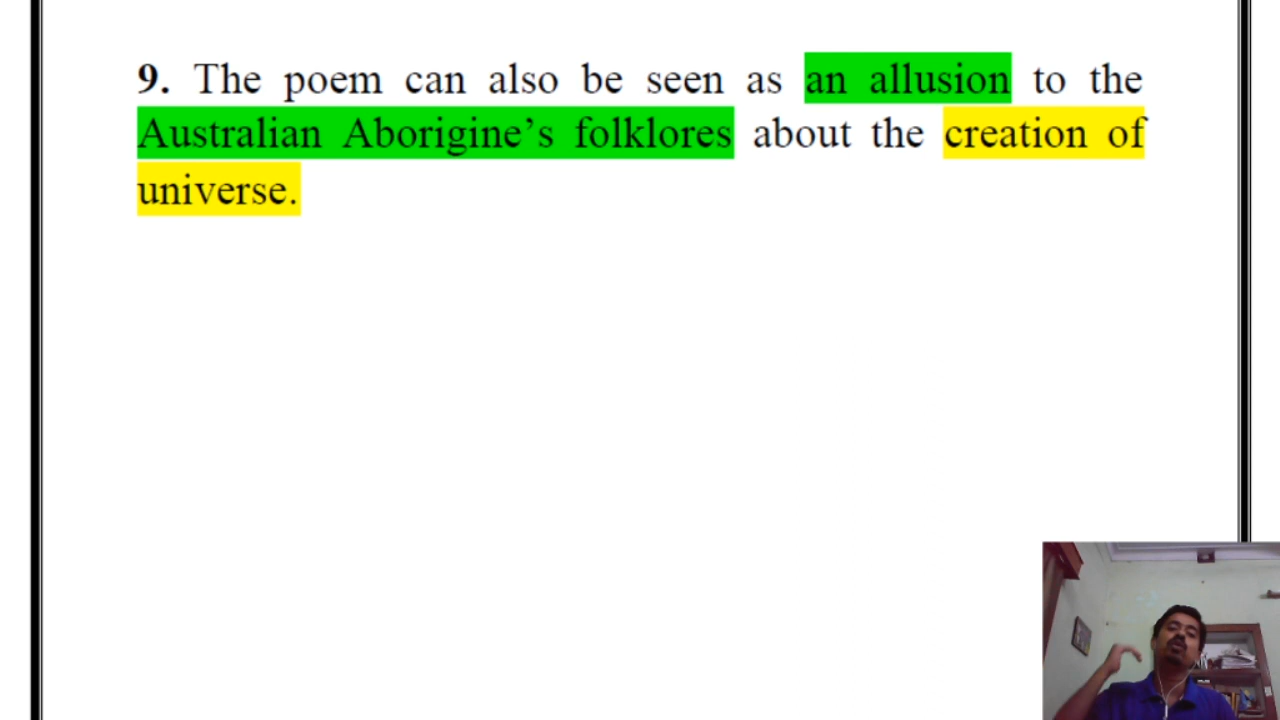 9. The poem can also be seen as an allusion to the
Australian Aborigine’s folklores about the creation of
universe.